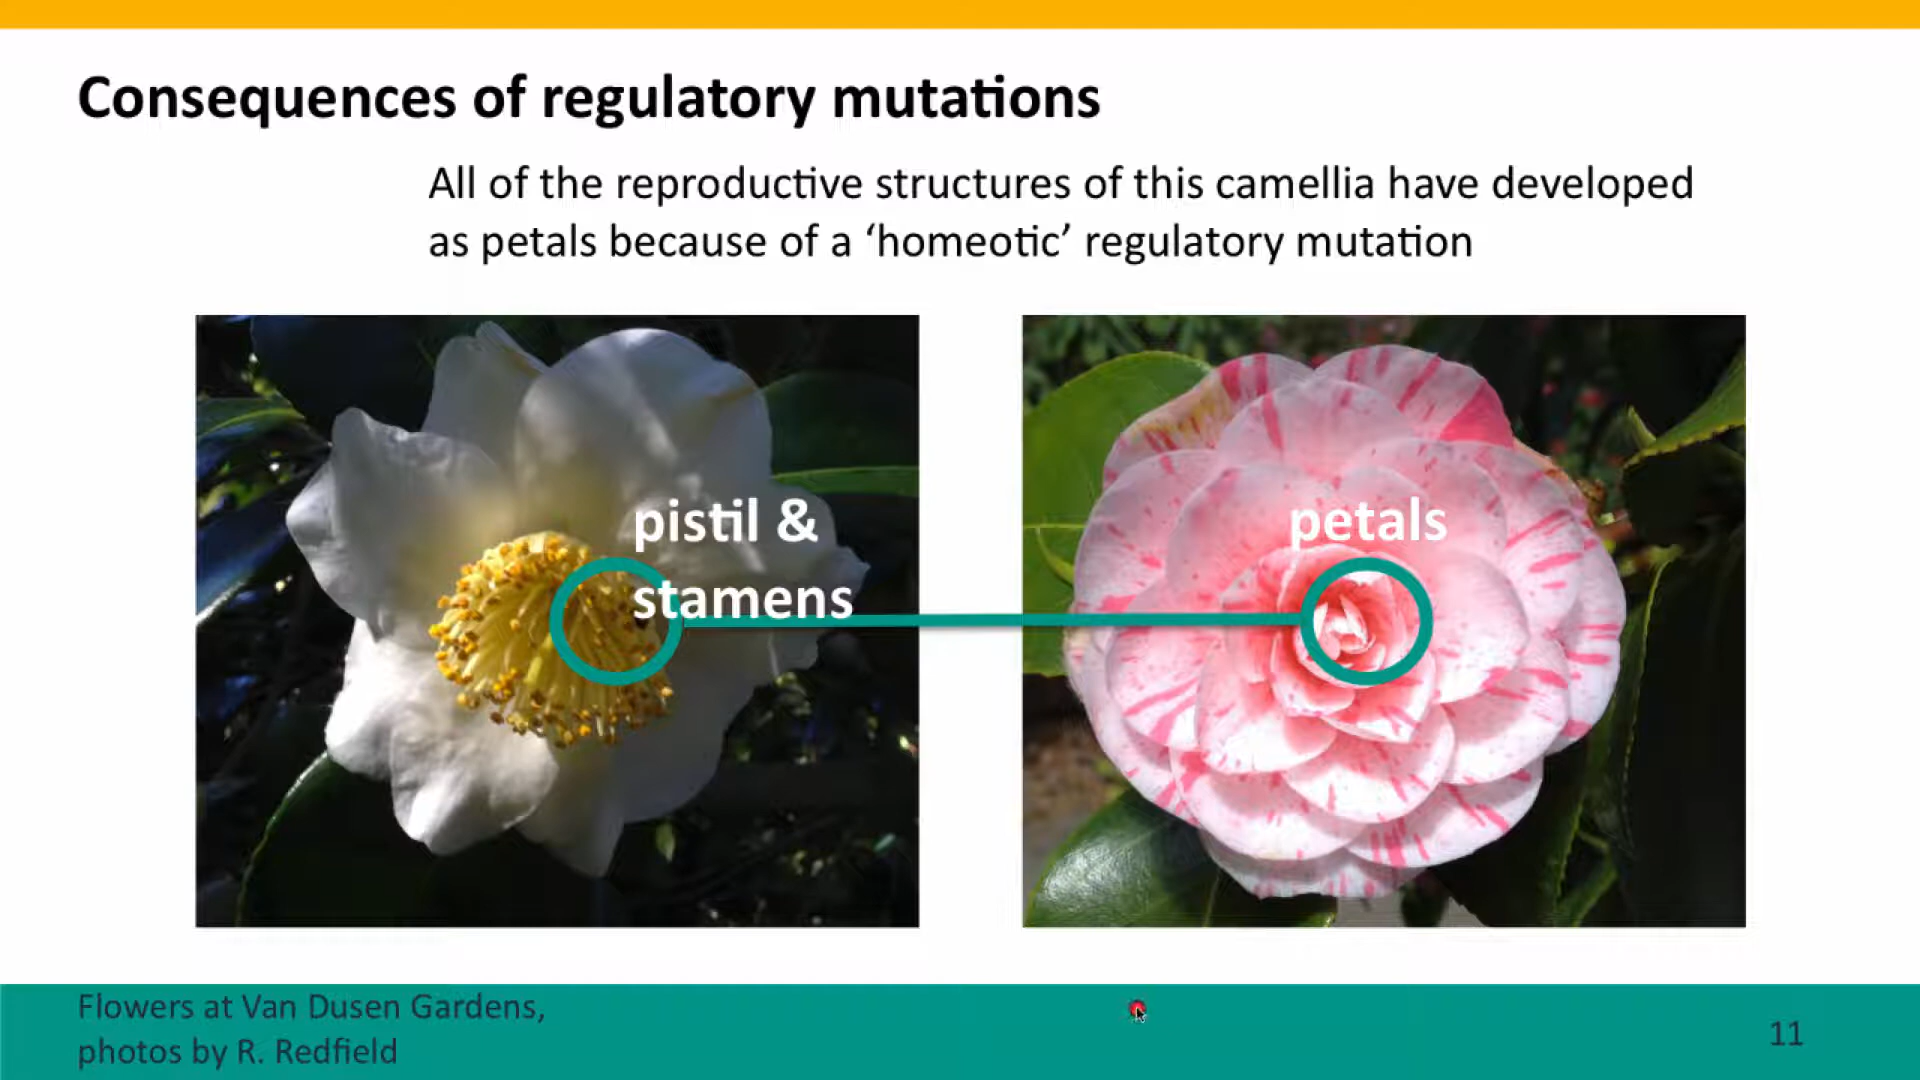 Consequences of regulatory mutations
All of the reproductive structures of this camellia have developed
as petals because of a ‘homeotic’ regulatory mutation
pistil &
stamens
petals
Flowers at Van Dusen Gardens,
photos by R. Redfield
11